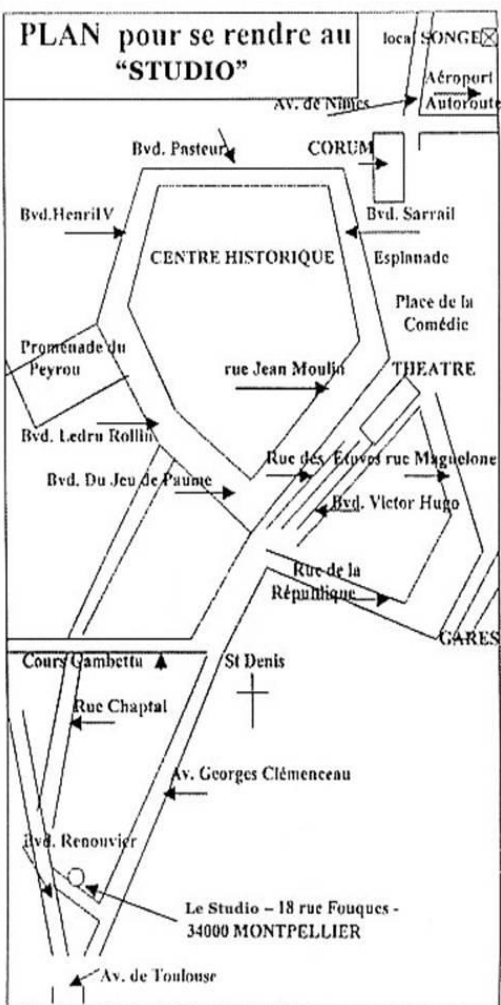 PLAN pour se rendre au
“STUDIO”
local SONGE
Aéroport
Autoroute
Av. de Nimes
Bvd. Pasteur
CORUM
Bvd.HenriIV
Bvd. Sarrail
CENTRE HISTORIQUE
Esplanade
Place de la
Comédie
Promenade du
Peyrou
rue Jean Moulin
THEATRE
Bvd. Ledru Rollin
Rue des Etuves
rue Maguelone
Bvd. Du Jeu de Paume
Bvd. Victor Hugo
Rue de la
République
GARES
Cours Gambetta
St Denis
Rue Chaptal
Av. Georges Clémenceau
Bvd. Renouvier
Le Studio – 18 rue Fouques -
34000 MONTPELLIER
Av. de Toulouse